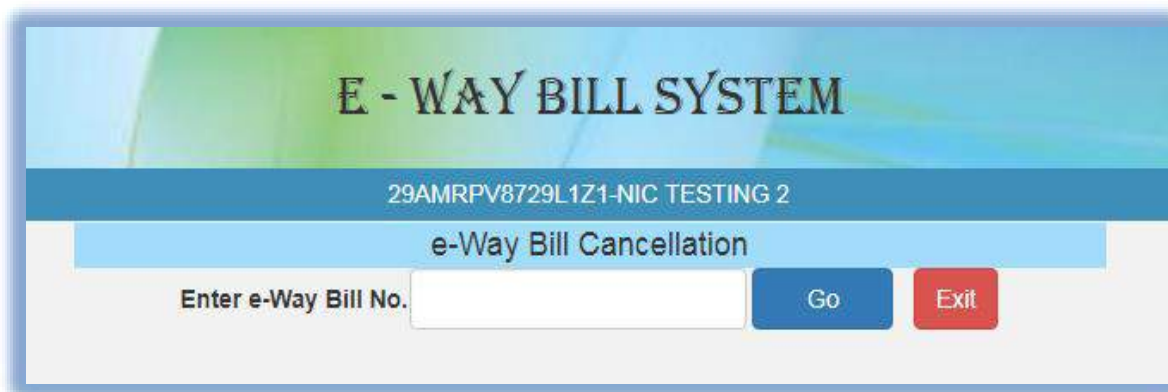 E - WAY BILL SYSTEM
29AMRPV8729L1Z1-NIC TESTING 2
e-Way Bill Cancellation
Enter e-Way Bill No. Go Exit